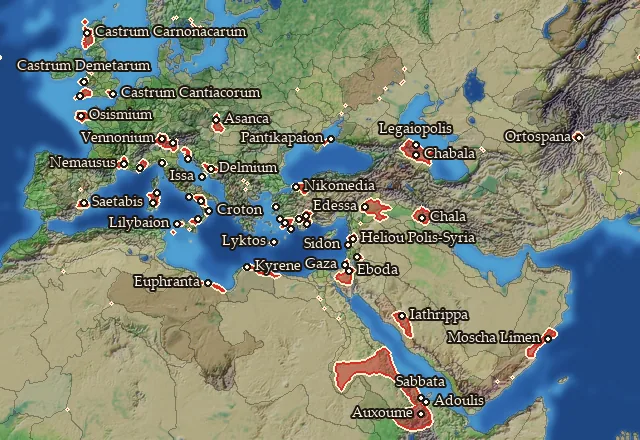 Castrum Carnonacarum
Castrum Demetarum
Castrum Cantiacorum
Osismium
Asanca
Vennonium
Pantikapaion
Legaiopolis
Chabala
Ortospana
Nemausus
Issa
Delmium
Saetabis
Nikomedia
Edessa
Croton
Chala
Lilybaion
Lyktos
Sidon
Heliou Polis-Syria
Kyrene
Gaza
Eboda
Euphranta
Iathrippa
Moscha Limen
Sabbata
Adoulis
Auxoume